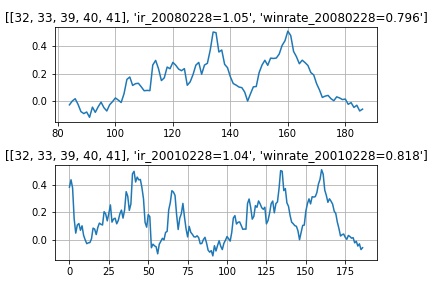 [[32, 33, 39, 40, 41], 'ir_20080228=1.05', 'winrate_20080228=0.796']
0.4
0.2
0.0
80 100 120 140 160 180
[[32, 33, 39, 40, 41], 'ir_20010228=1.04', 'winrate_20010228=0.818']
0.4
0.2
0.0
0 25 50 75 100 125 150 175